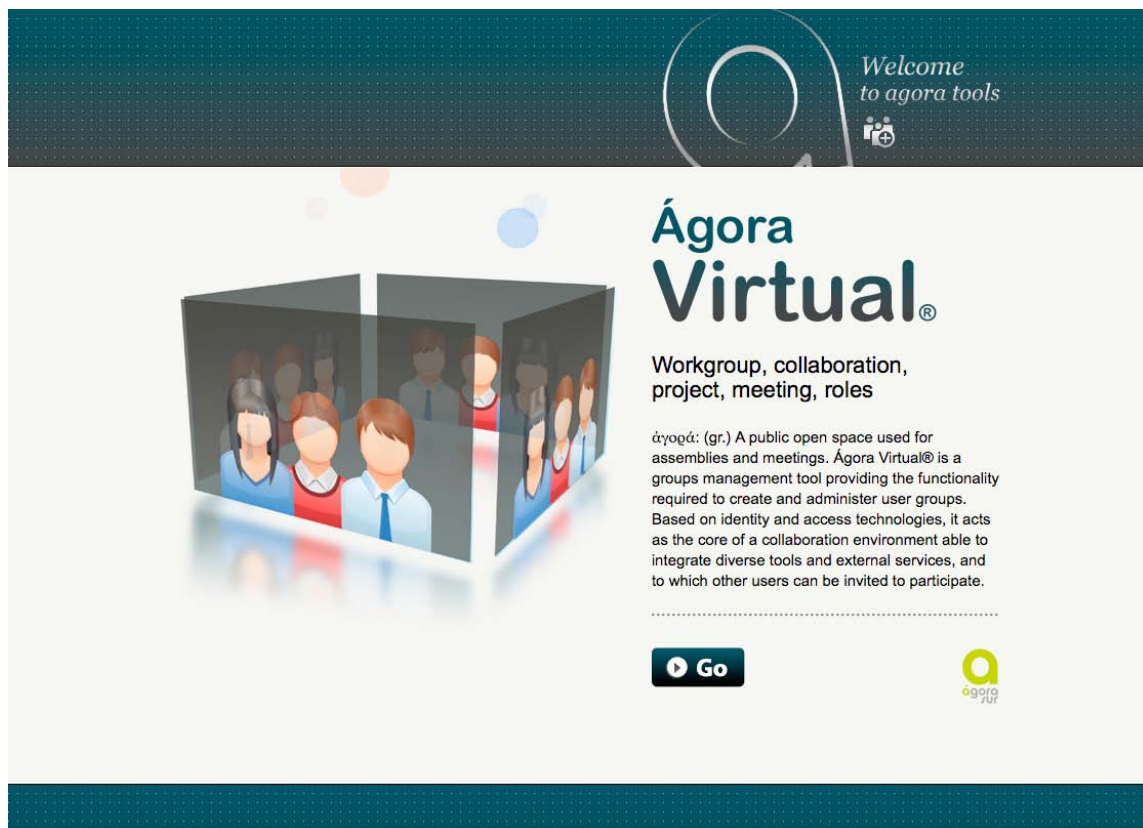 Welcome
to agora tools
Ágora
Virtual®
Workgroup, collaboration,
project, meeting, roles
ἀγορά: (gr.) A public open space used for
assemblies and meetings. Ágora Virtual® is a
groups management tool providing the functionality
required to create and administer user groups.
Based on identity and access technologies, it acts
as the core of a collaboration environment able to
integrate diverse tools and external services, and
to which other users can be invited to participate.
Go
ágora
sur